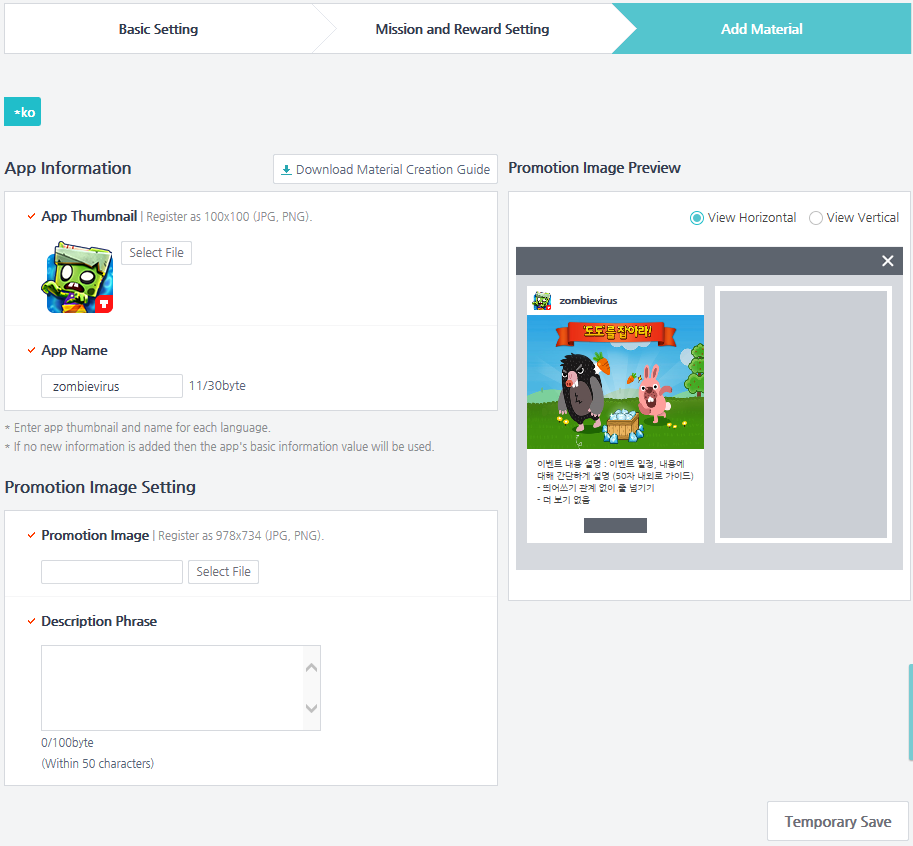 Basic Setting
Mission and Reward Setting
Add Material
*ko
App Information
Download Material Creation Guide
App Thumbnail | Register as 100x100 (JPG, PNG).
Select File
App Name
zombievirus
11/30byte
* Enter app thumbnail and name for each language.
* If no new information is added then the app's basic information value will be used.
Promotion Image Setting
Promotion Image | Register as 978x734 (JPG, PNG).
Select File
Description Phrase
0/100byte
(Within 50 characters)
Promotion Image Preview
View Horizontal
View Vertical
zombievirus
'도도'를 잡아라!
이벤트 내용 설명 : 이벤트 일정, 내용에
대해 간단하게 설명 (50자 내외로 가이드)
- 띄어쓰기 관계 없이 줄 넘기기
- 더 보기 없음
Temporary Save